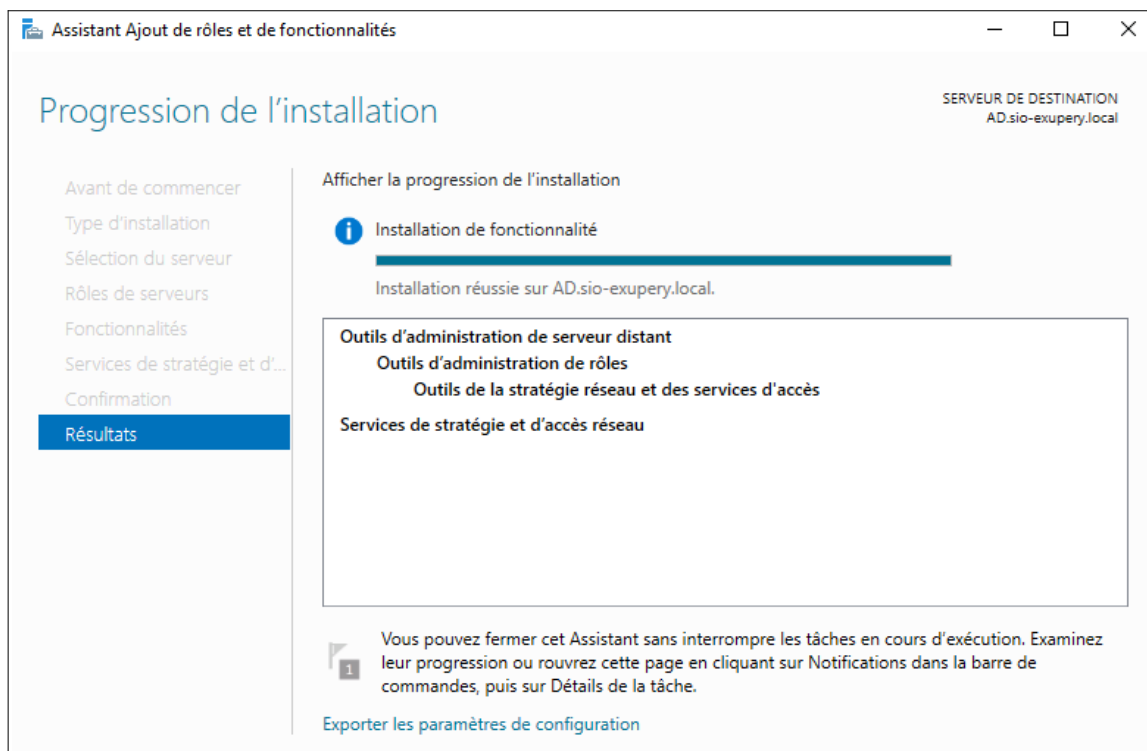 Assistant Ajout de rôles et de fonctionnalités
Progression de l'installation
SERVEUR DE DESTINATION
AD.sio-exupery.local
Avant de commencer
Type d'installation
Sélection du serveur
Rôles de serveurs
Fonctionnalités
Services de stratégie et d'...
Confirmation
Résultats
Afficher la progression de l'installation
Installation de fonctionnalité
Installation réussie sur AD.sio-exupery.local.
Outils d'administration de serveur distant
Outils d'administration de rôles
Outils de la stratégie réseau et des services d'accès
Services de stratégie et d'accès réseau
1
Vous pouvez fermer cet Assistant sans interrompre les tâches en cours d'exécution. Examinez
leur progression ou rouvrez cette page en cliquant sur Notifications dans la barre de
commandes, puis sur Détails de la tâche.
Exporter les paramètres de configuration